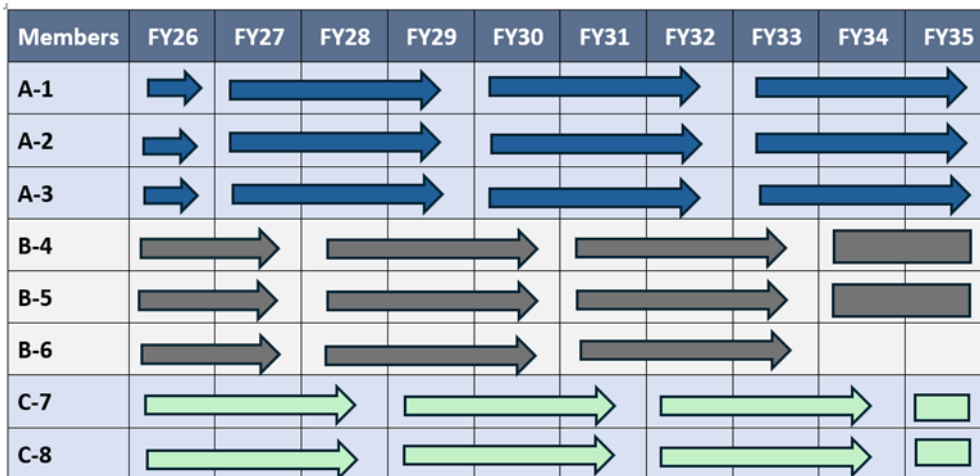 Members FY26 FY27 FY28 FY29 FY30 FY31 FY32 FY33 FY34 FY35
A-1
A-2
A-3
B-4
B-5
B-6
C-7
C-8